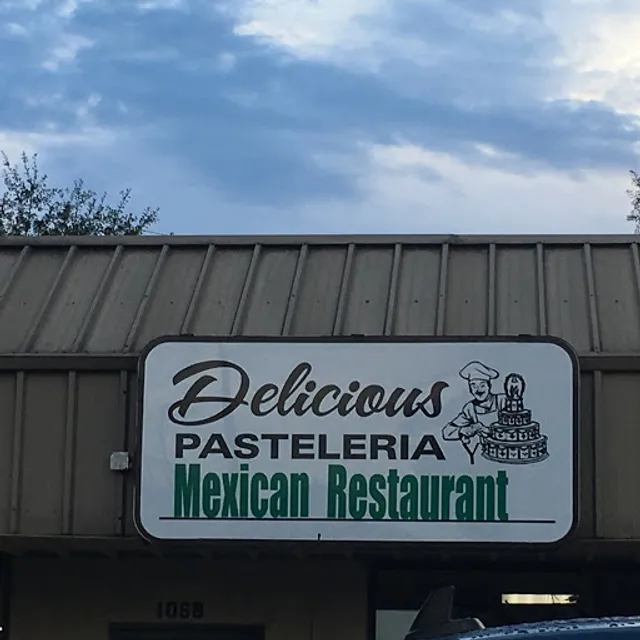 Delicious
PASTELERIA
Mexican Restaurant
1068